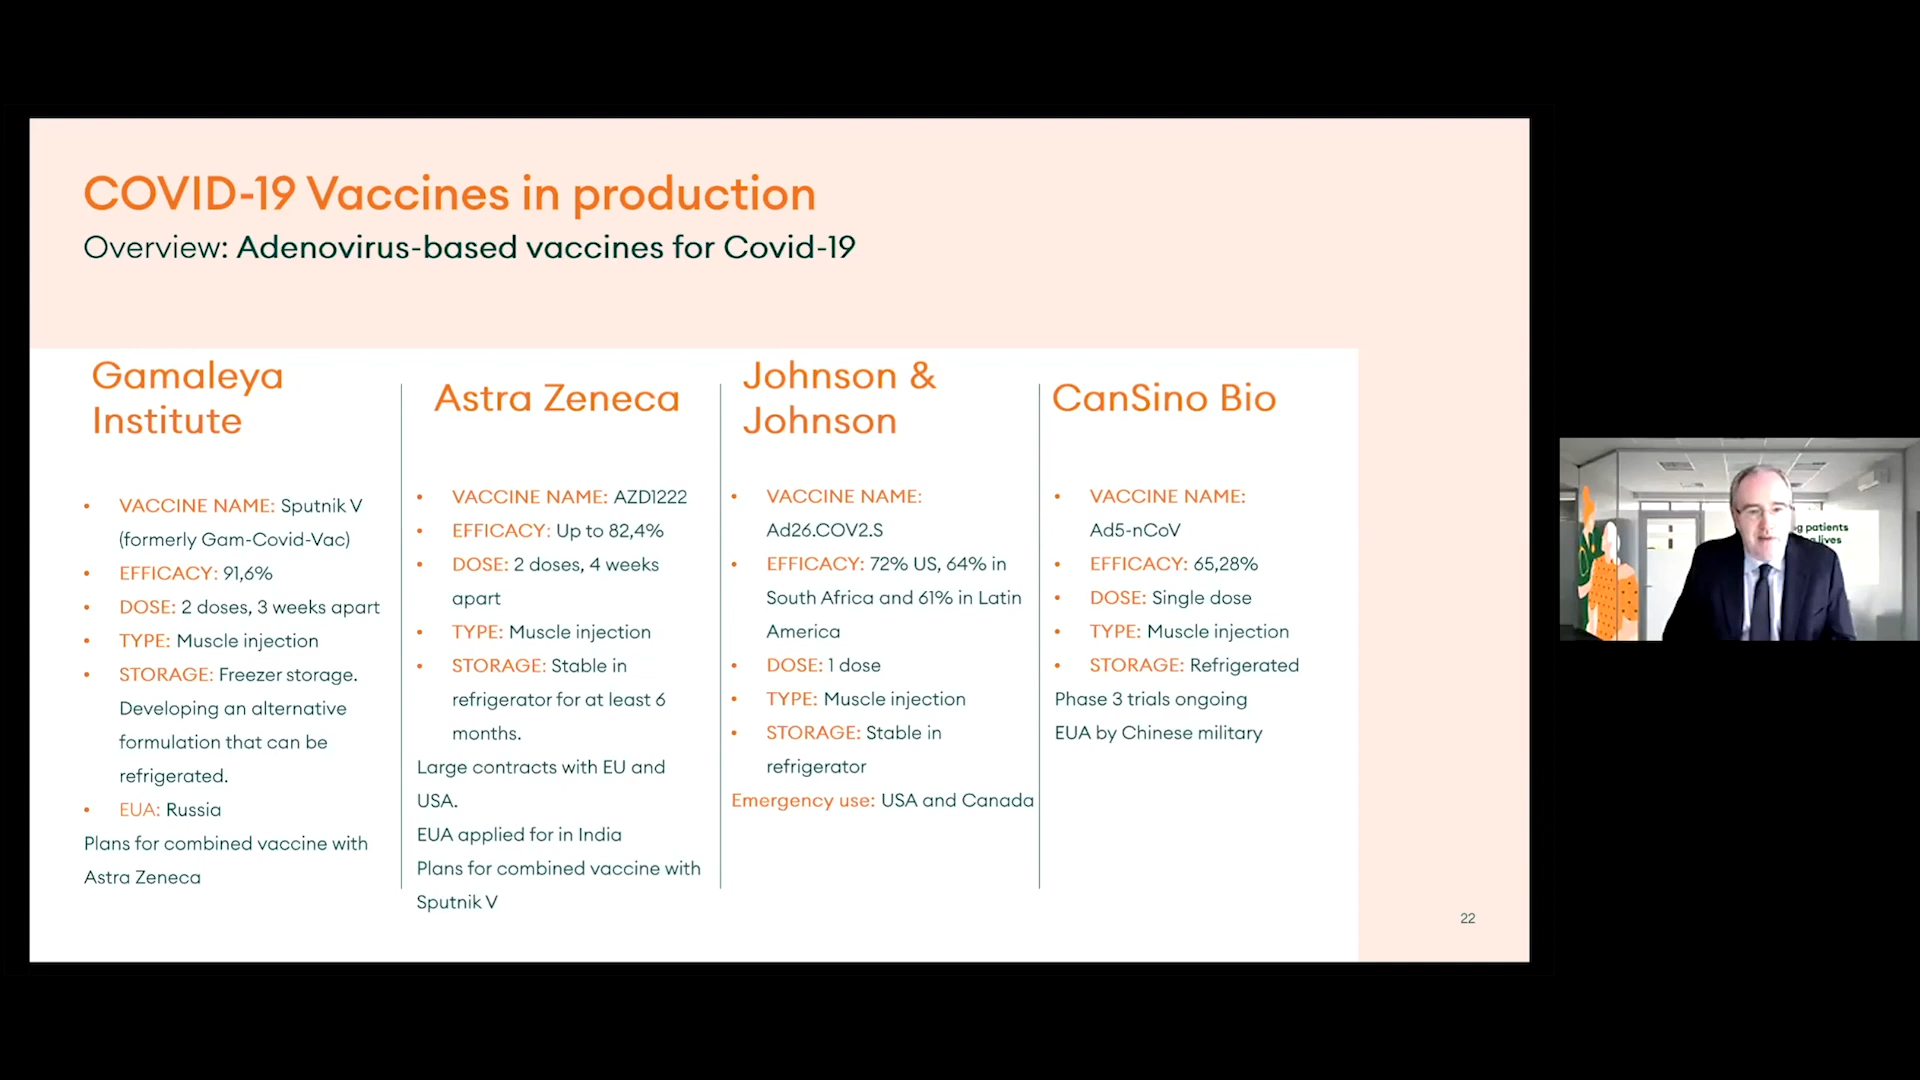 COVID-19 Vaccines in production
Overview: Adenovirus-based vaccines for Covid-19
Gamaleya
Institute
• VACCINE NAME: Sputnik V
(formerly Gam-Covid-Vac)
• EFFICACY: 91,6%
• DOSE: 2 doses, 3 weeks apart
• TYPE: Muscle injection
• STORAGE: Freezer storage.
Developing an alternative
formulation that can be
refrigerated.
• EUA: Russia
Plans for combined vaccine with
Astra Zeneca
Astra Zeneca
• VACCINE NAME: AZD1222
• EFFICACY: Up to 82,4%
• DOSE: 2 doses, 4 weeks
apart
• TYPE: Muscle injection
• STORAGE: Stable in
refrigerator for at least 6
months.
Large contracts with EU and
USA.
EUA applied for in India
Plans for combined vaccine with
Sputnik V
Johnson &
Johnson
• VACCINE NAME:
Ad26.COV2.S
• EFFICACY: 72% US, 64% in
South Africa and 61% in Latin
America
• DOSE: 1 dose
• TYPE: Muscle injection
• STORAGE: Stable in
refrigerator
Emergency use: USA and Canada
CanSino Bio
• VACCINE NAME:
Ad5-nCoV
• EFFICACY: 65,28%
• DOSE: Single dose
• TYPE: Muscle injection
• STORAGE: Refrigerated
Phase 3 trials ongoing
EUA by Chinese military
22
patients
lives